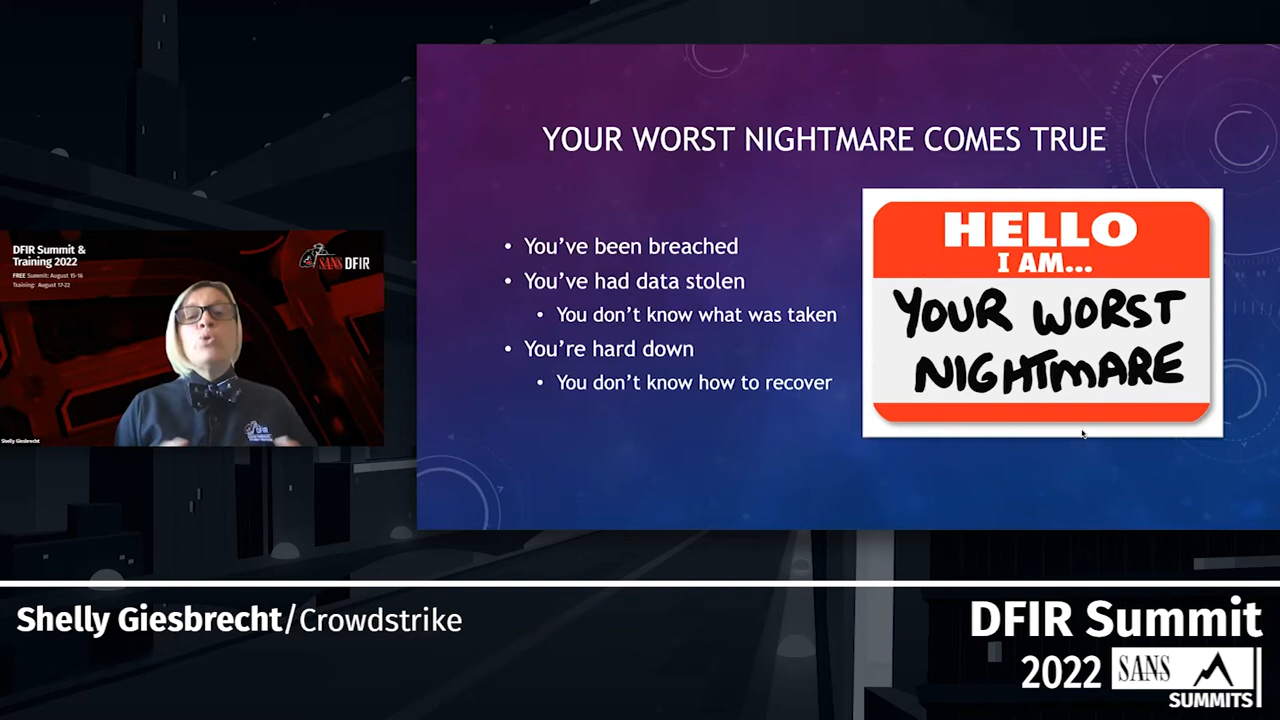 DFIR Summit &
Training 2022
FREE Summit: August 15-16
Training: August 17-22
SANS DFIR
DFIR
Shelly Giesbrecht
YOUR WORST NIGHTMARE COMES TRUE
• You've been breached
• You've had data stolen
• You don't know what was taken
• You're hard down
• You don't know how to recover
HELLO
I AM...
YOUR WORST
NIGHTMARE
Shelly Giesbrecht/Crowdstrike
DFIR Summit
2022 SANS
SUMMITS